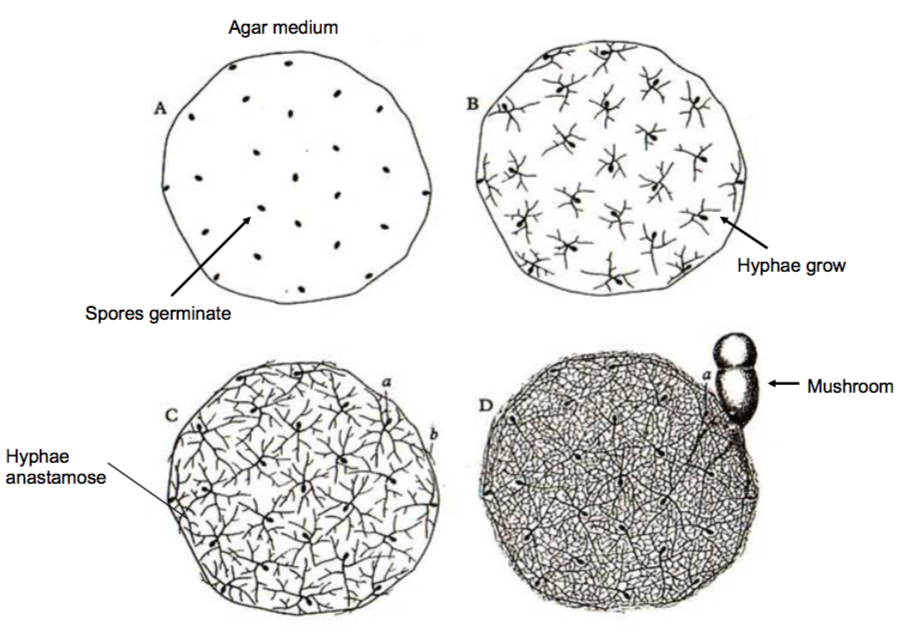 Agar medium
A
B
Spores germinate
Hyphae grow
C
a
b
Hyphae
anastamose
D
a
Mushroom